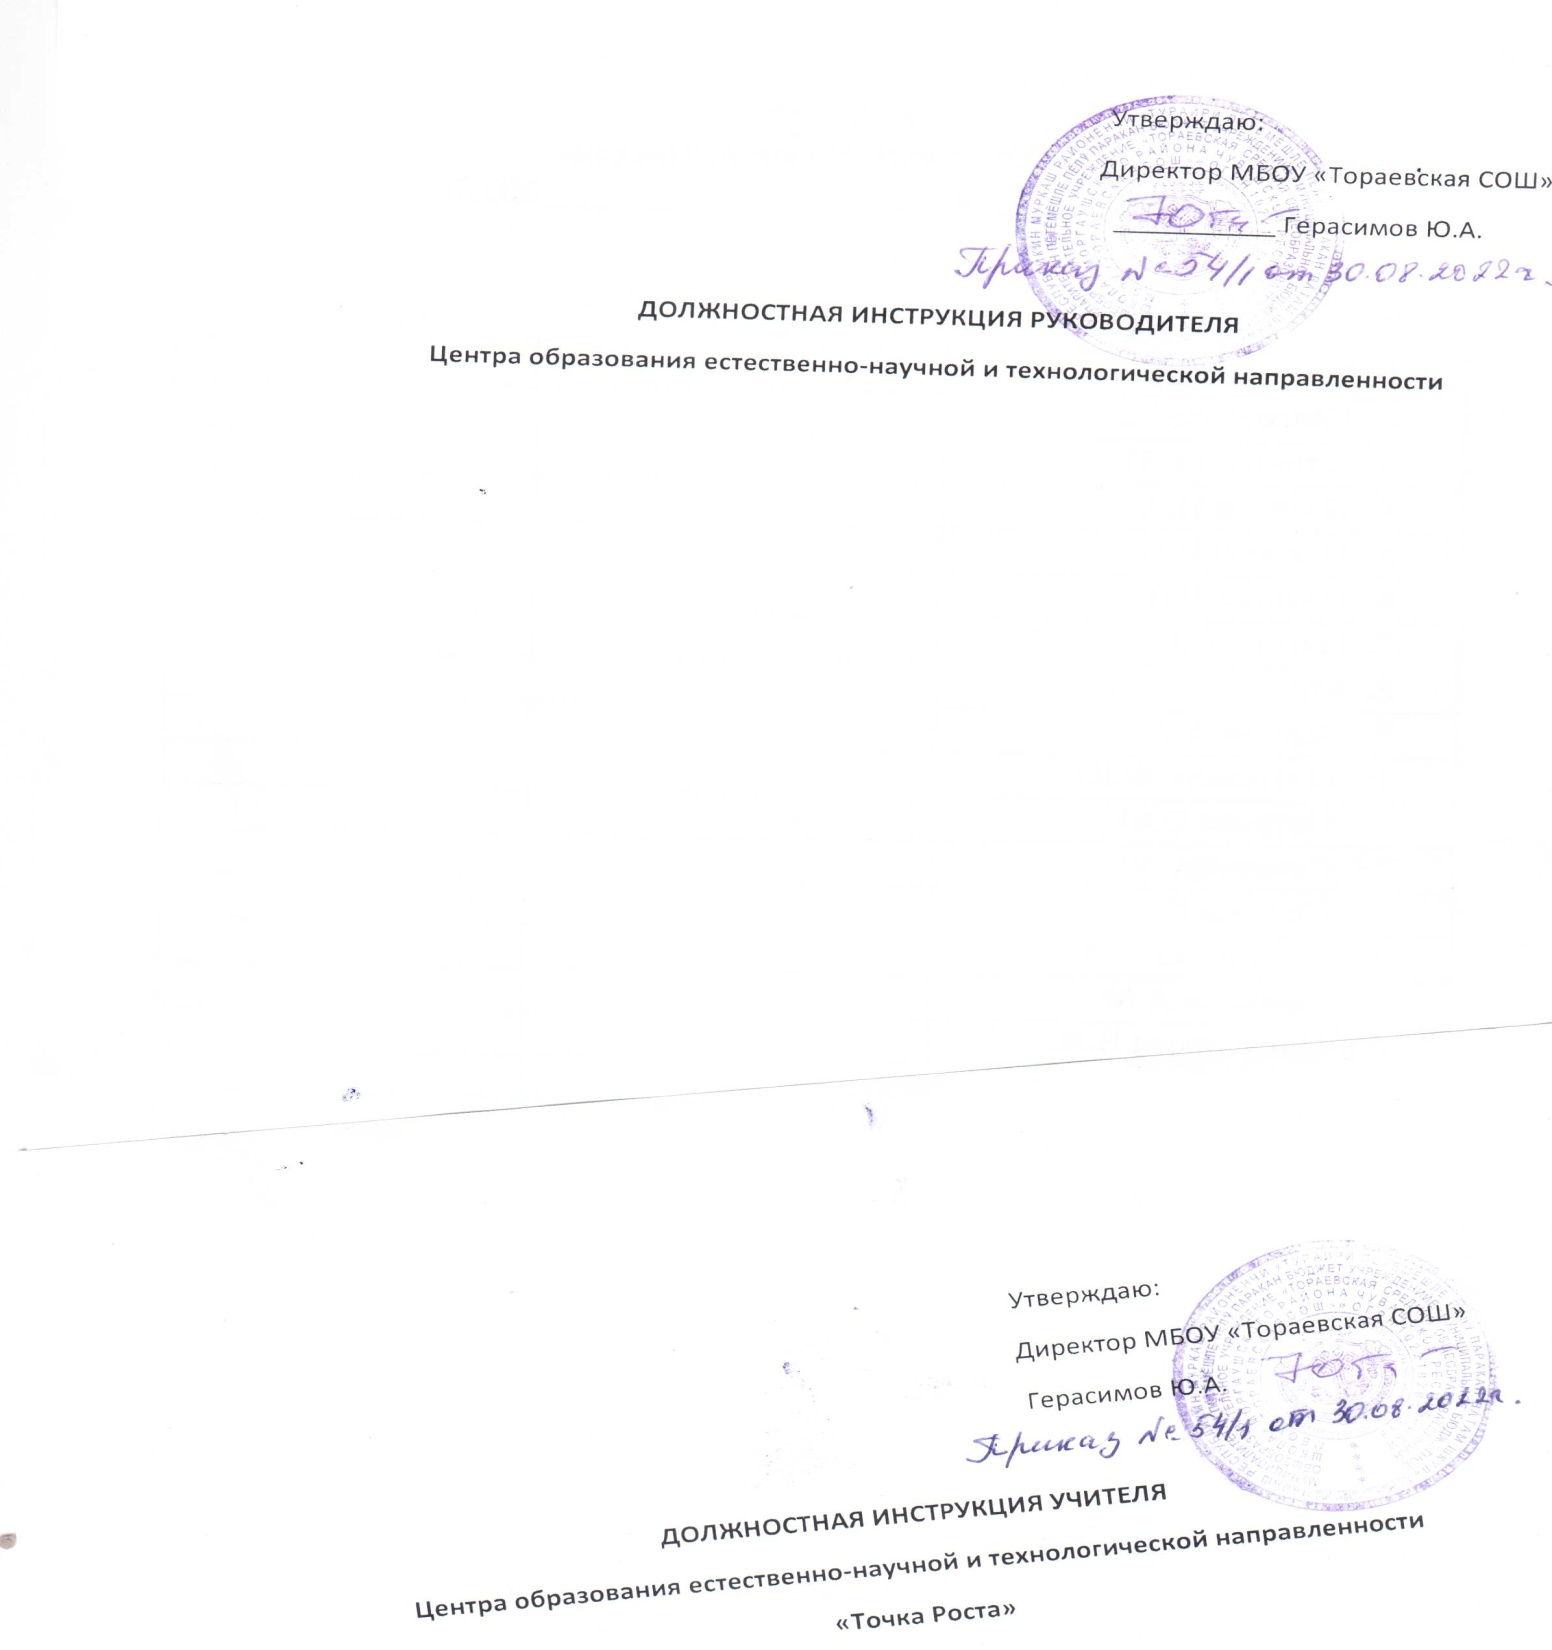 Утверждаю:
Директор МБОУ «Тораевская СОШ»
Герасимов Ю.А.
Приказ № 54/1 от 30.08.2022г.
ДОЛЖНОСТНАЯ ИНСТРУКЦИЯ РУКОВОДИТЕЛЯ
Центра образования естественно-научной и технологической направленности
Утверждаю:
Директор МБОУ «Тораевская СОШ»
Герасимов Ю.А.
Приказ № 54/1 от 30.08.2022г.
ДОЛЖНОСТНАЯ ИНСТРУКЦИЯ УЧИТЕЛЯ
Центра образования естественно-научной и технологической направленности
«Точка Роста»